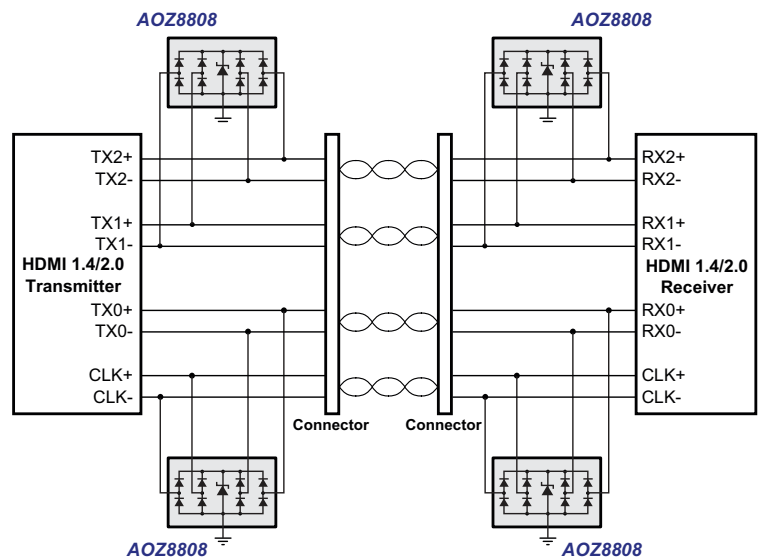 AOZ8808
AOZ8808
TX2+
TX2-
TX1+
TX1-
HDMI 1.4/2.0
Transmitter
TX0+
TX0-
CLK+
CLK-
RX2+
RX2-
RX1+
RX1-
HDMI 1.4/2.0
Receiver
RX0+
RX0-
CLK+
CLK-
Connector
Connector
AOZ8808
AOZ8808